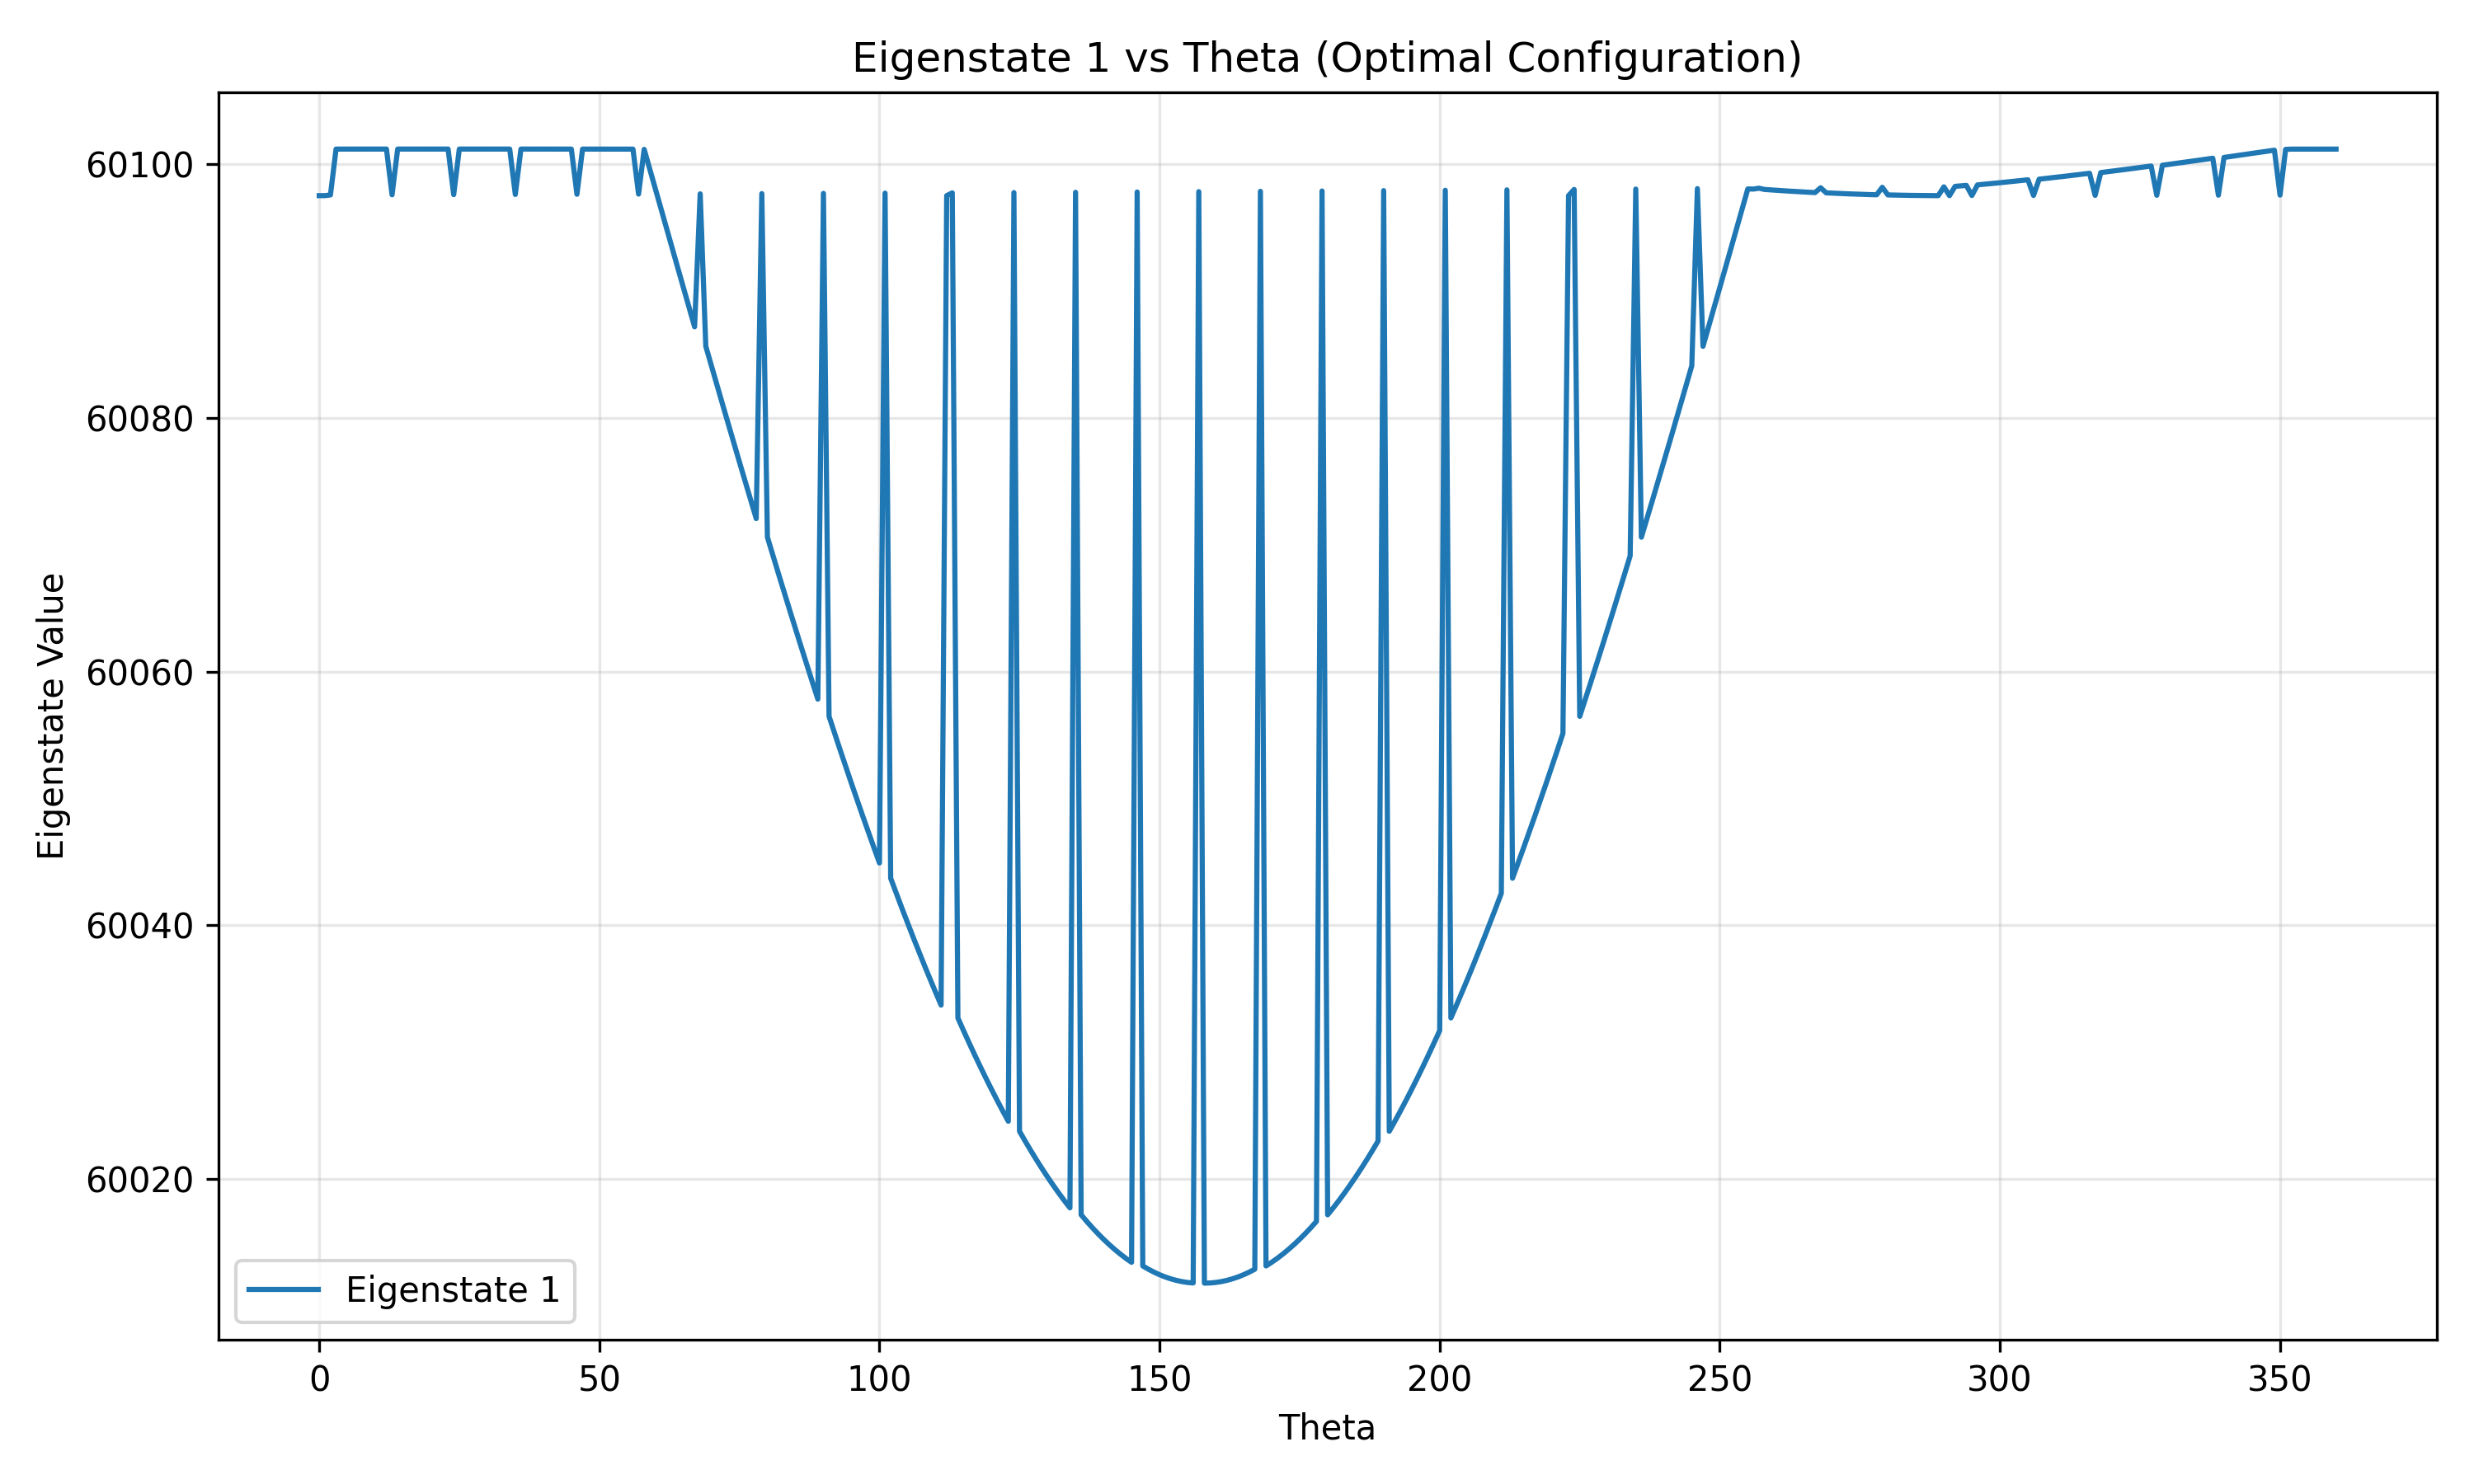 Eigenstate 1 vs Theta (Optimal Configuration)
60100
60080
60060
60040
60020
Eigenstate Value
Eigenstate 1
0 50 100 150 200 250 300 350
Theta